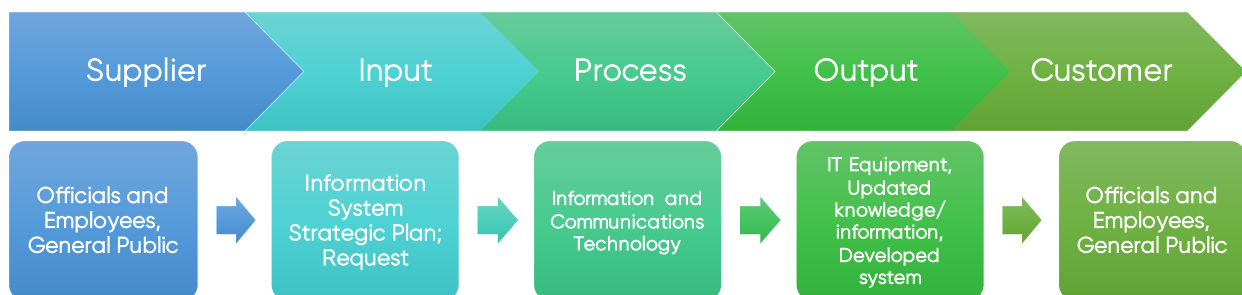 Supplier
Input
Process
Output
Customer
Officials and
Employees,
General Public
Information
System
Strategic Plan;
Request
Information and
Communications
Technology
IT Equipment,
Updated
knowledge/
information,
Developed
system
Officials and
Employees,
General Public